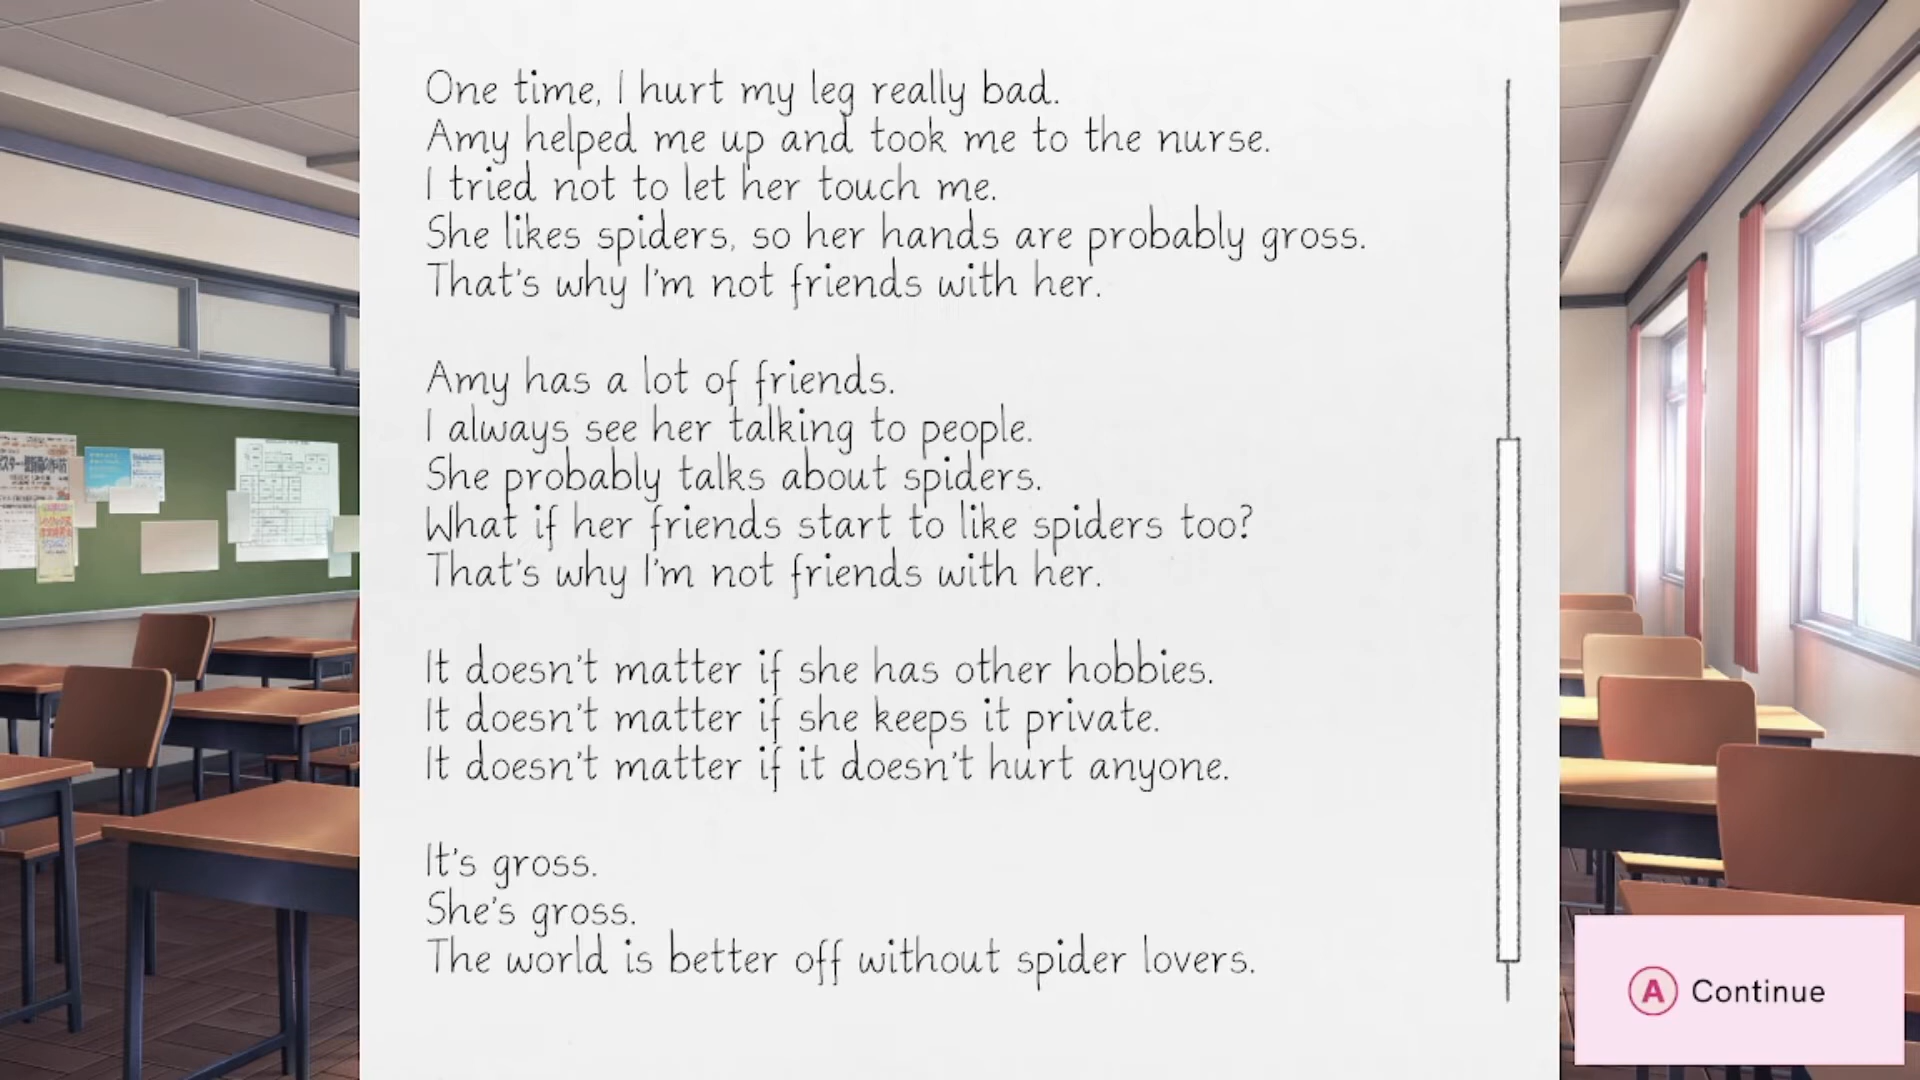 One time, I hurt my leg really bad.
Amy helped me up and took me to the nurse.
I tried not to let her touch me.
She likes spiders, so her hands are probably gross.
That's why I'm not friends with her.
Amy has a lot of friends.
I always see her talking to people.
She probably talks about spiders.
What if her friends start to like spiders too?
That's why I'm not friends with her.
It doesn't matter if she has other hobbies.
It doesn't matter if she keeps it private.
It doesn't matter if it doesn't hurt anyone.
It's gross.
She's gross.
The world is better off without spider lovers.
A Continue